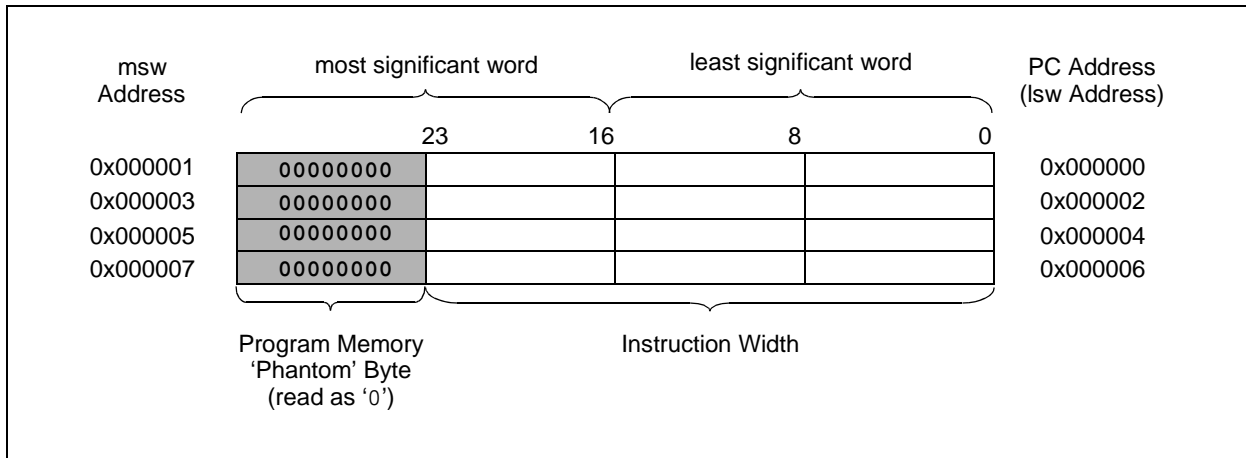 msw
Address
most significant word
least significant word
PC Address
(lsw Address)
23 16 8 0
0x000001 00000000 0x000000
0x000003 00000000 0x000002
0x000005 00000000 0x000004
0x000007 00000000 0x000006
Program Memory
‘Phantom’ Byte
(read as ‘0’)
Instruction Width